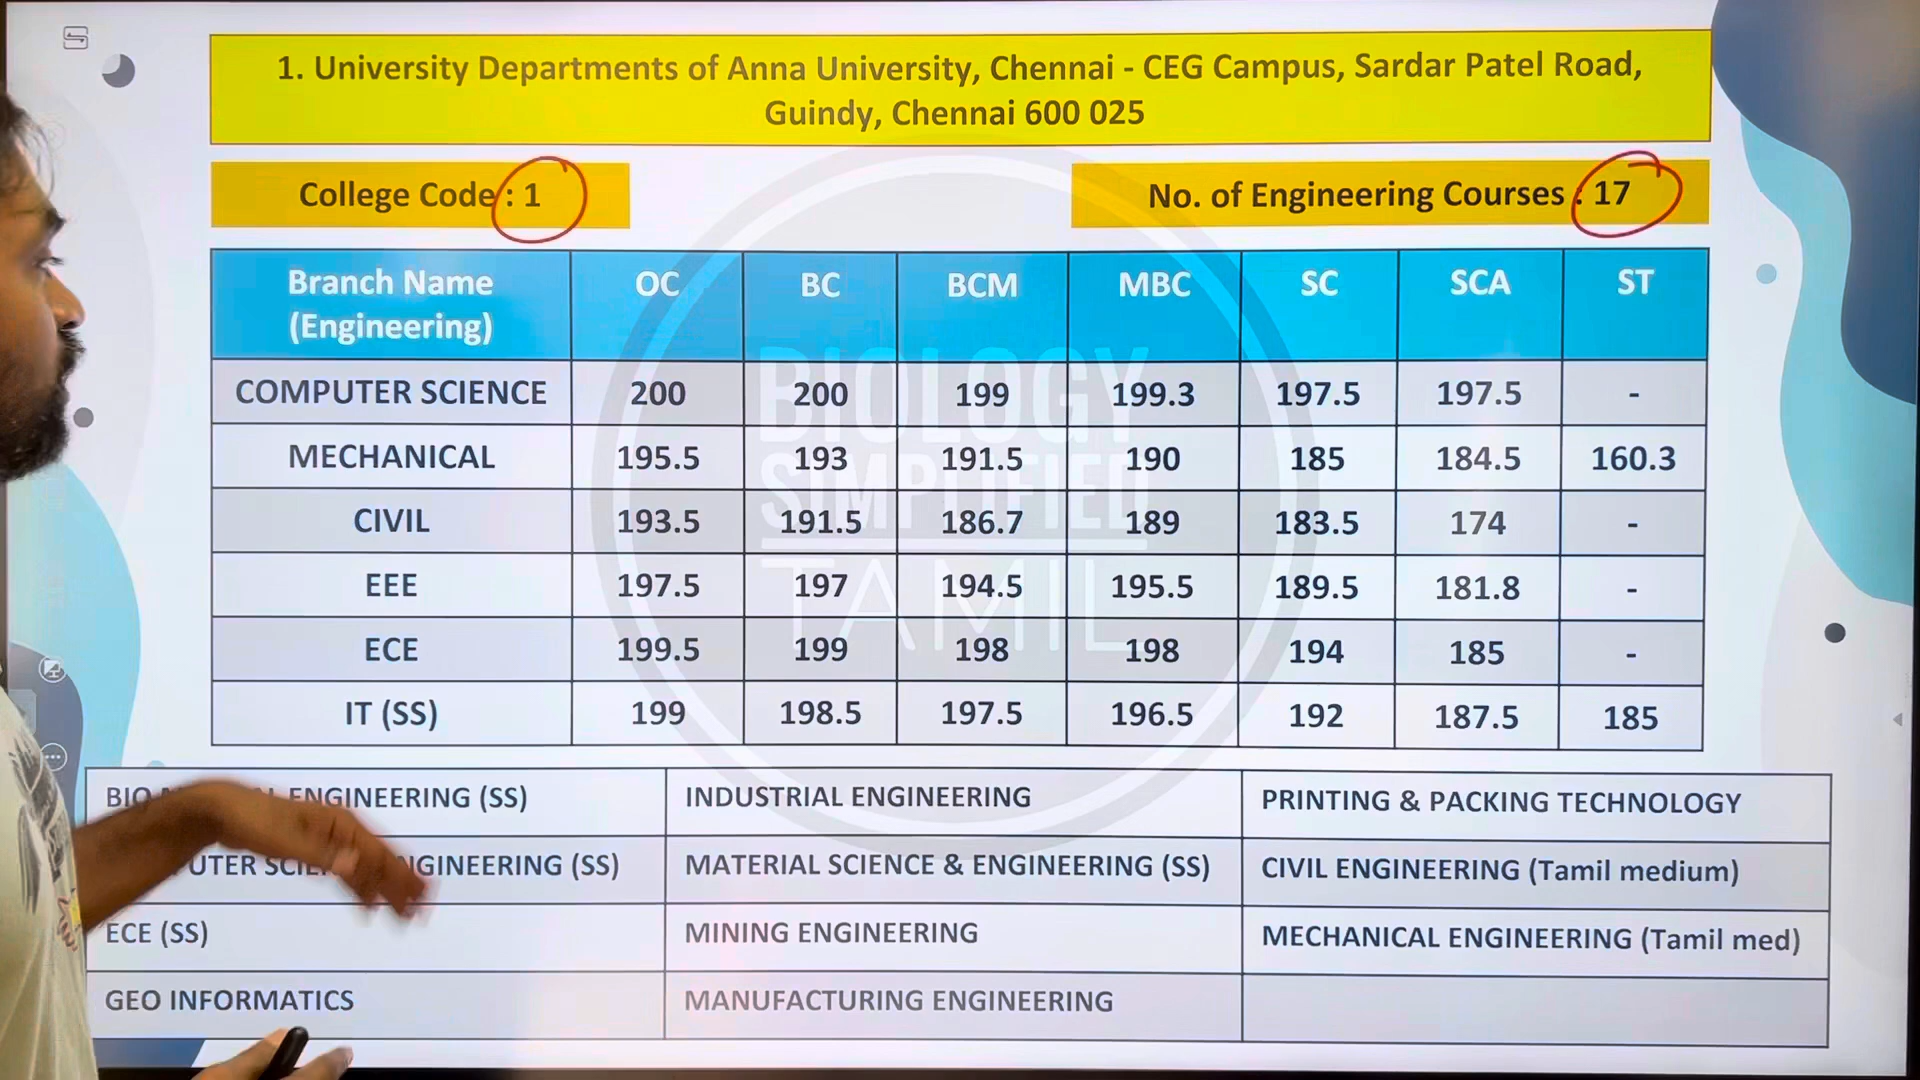 1. University Departments of Anna University, Chennai - CEG Campus, Sardar Patel Road,
Guindy, Chennai 600 025
College Code : 1
No. of Engineering Courses : 17
Branch Name (Engineering) OC BC BCM MBC SC SCA ST
COMPUTER SCIENCE 200 200 199 199.3 197.5 197.5 -
MECHANICAL 195.5 193 191.5 190 185 184.5 160.3
CIVIL 193.5 191.5 186.7 189 183.5 174 -
EEE 197.5 197 194.5 195.5 189.5 181.8 -
ECE 199.5 199 198 198 194 185 -
IT (SS) 199 198.5 197.5 196.5 192 187.5 185
BIOLOGY
SIMPLIFIED
TAMIL
ENGINEERING (SS) INDUSTRIAL ENGINEERING PRINTING & PACKING TECHNOLOGY
(SS) MATERIAL SCIENCE & ENGINEERING (SS) CIVIL ENGINEERING (Tamil medium)
ECE (SS) MINING ENGINEERING MECHANICAL ENGINEERING (Tamil med)
GEO INFORMATICS MANUFACTURING ENGINEERING